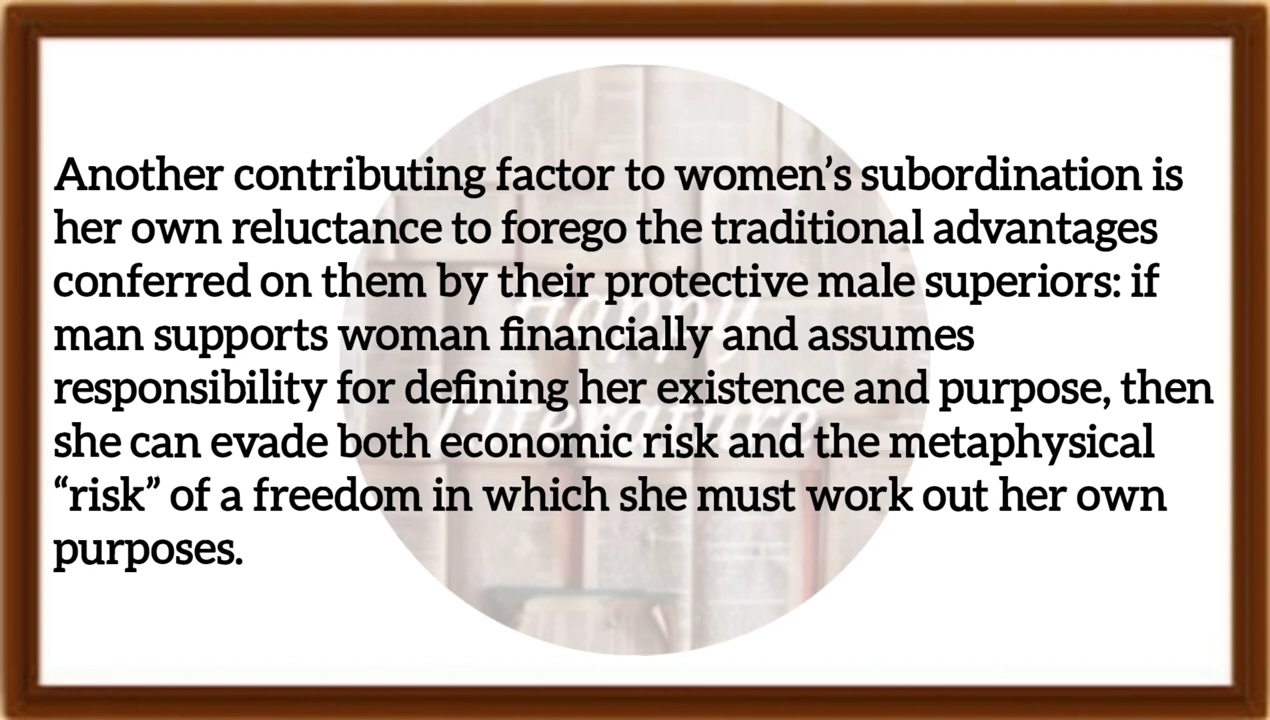 Another contributing factor to women’s subordination is
her own reluctance to forego the traditional advantages
conferred on them by their protective male superiors: if
man supports woman financially and assumes
responsibility for defining her existence and purpose, then
she can evade both economic risk and the metaphysical
“risk” of a freedom in which she must work out her own
purposes.
Happy
Literature